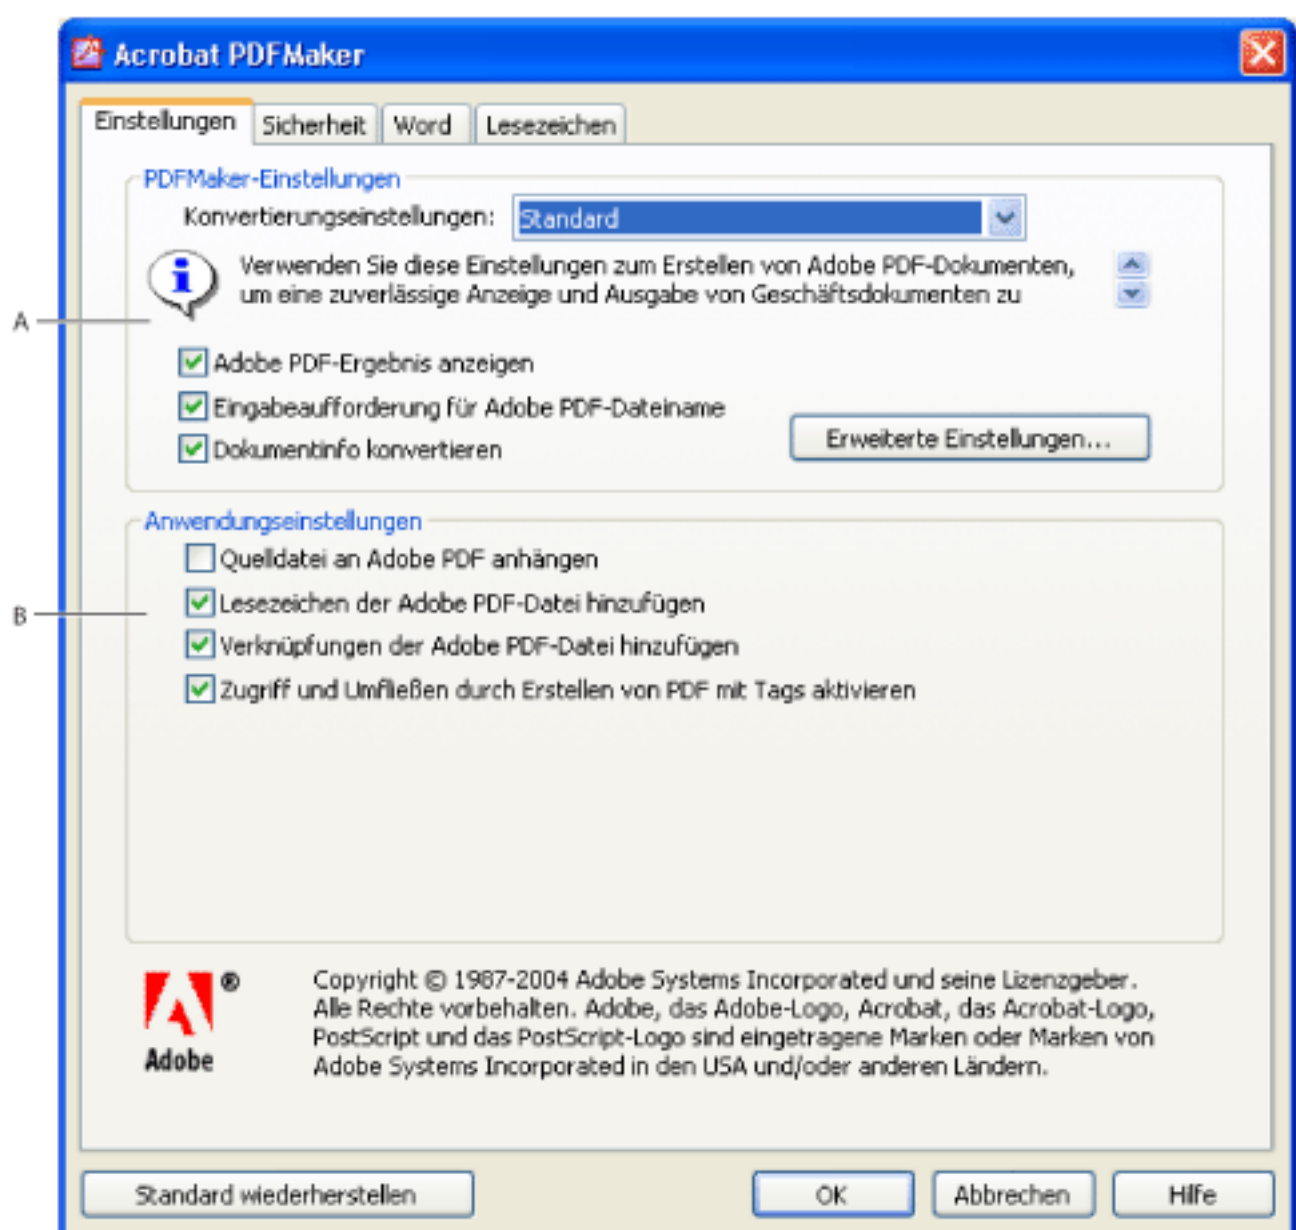 Acrobat PDFMaker
Einstellungen Sicherheit Word Lesezeichen
PDFMaker-Einstellungen
Konvertierungseinstellungen: Standard
Verwenden Sie diese Einstellungen zum Erstellen von Adobe PDF-Dokumenten,
um eine zuverlässige Anzeige und Ausgabe von Geschäftsdokumenten zu
A
Adobe PDF-Ergebnis anzeigen
Eingabeaufforderung für Adobe PDF-Dateiname
Dokumentinfo konvertieren
Erweiterte Einstellungen...
Anwendungseinstellungen
Quelldatei an Adobe PDF anhängen
B
Lesezeichen der Adobe PDF-Datei hinzufügen
Verknüpfungen der Adobe PDF-Datei hinzufügen
Zugriff und Umfließen durch Erstellen von PDF mit Tags aktivieren
Adobe
®
Copyright © 1987-2004 Adobe Systems Incorporated und seine Lizenzgeber.
Alle Rechte vorbehalten. Adobe, das Adobe-Logo, Acrobat, das Acrobat-Logo,
PostScript und das PostScript-Logo sind eingetragene Marken oder Marken von
Adobe Systems Incorporated in den USA und/oder anderen Ländern.
Standard wiederherstellen OK Abbrechen Hilfe